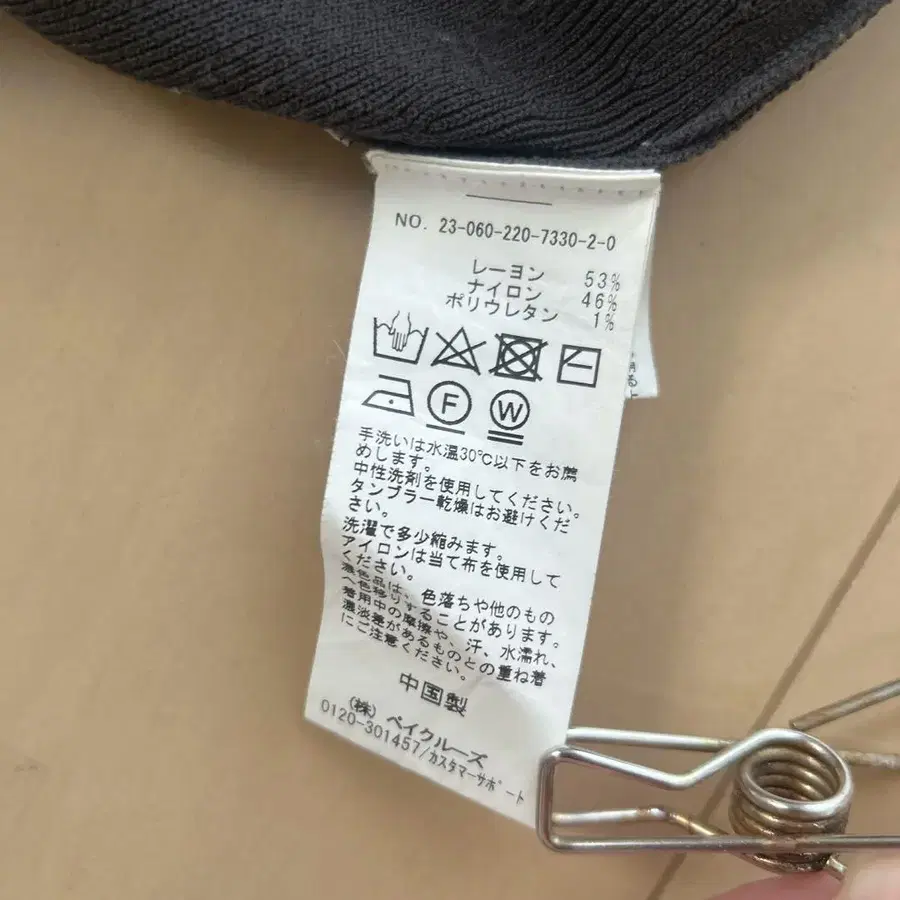 NO. 23-060-220-7330-2-0
レーヨン 53%
ナイロン 46%
ポリウレタン 1%
F W
手洗いは水温30℃以下をお薦
めします。
中性洗剤を使用してください。
タンブラー乾燥はお避けくだ
さい。
洗濯で多少縮みます。
アイロンは当て布を使用して
ください。
濃色品は、色落ちや他のもの
へ色移りすることがあります。
着用中の摩擦や、汗、水濡れ、
濃淡差があるものとの重ね着
にご注意ください。
中国製
(株) ベイクルーズ
0120-301457/カスタマーサポート